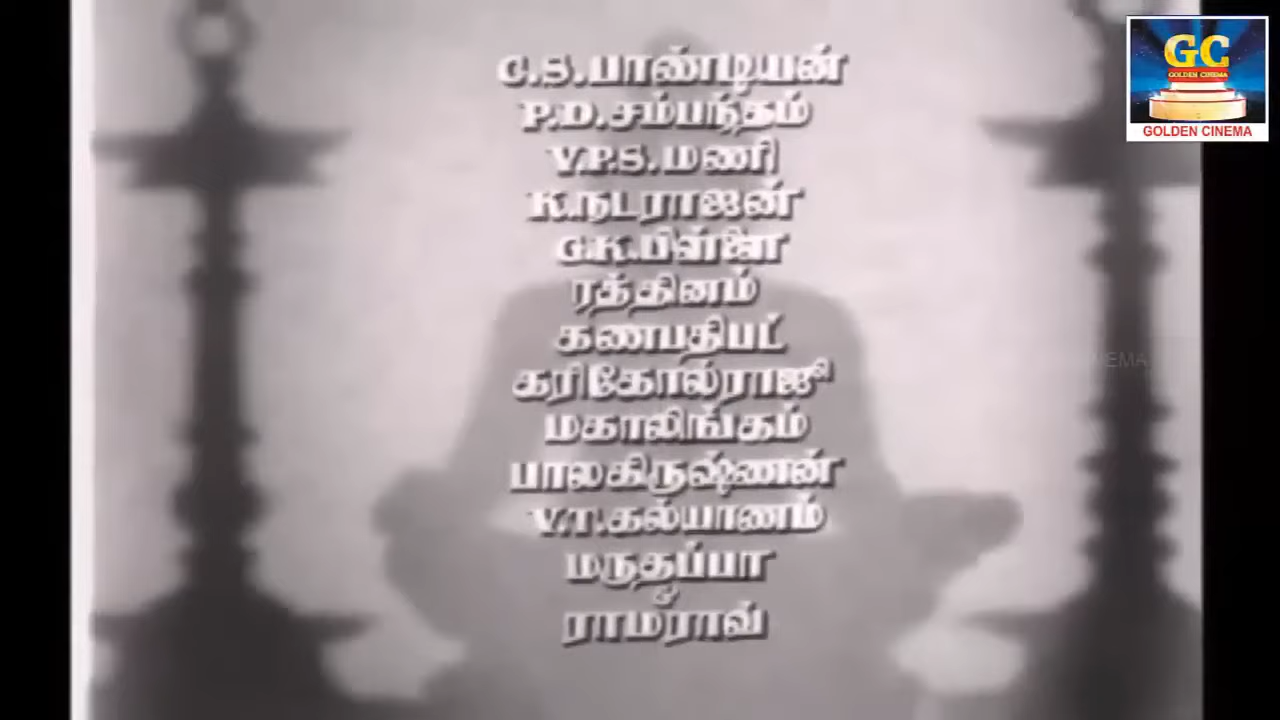 C.S.பாண்டியன்
P.D.சம்பந்தம்
V.P.S.மணி
K.நடராஜன்
G.K.பிள்ளை
ரத்தினம்
கணபதிபட்
கரிகோல்ராஜு
மகாலிங்கம்
பாலகிருஷ்ணன்
V.T.கல்யாணம்
மருதப்பா
&
ராமராவ்
GC
GOLDEN CINEMA
GOLDEN CINEMA